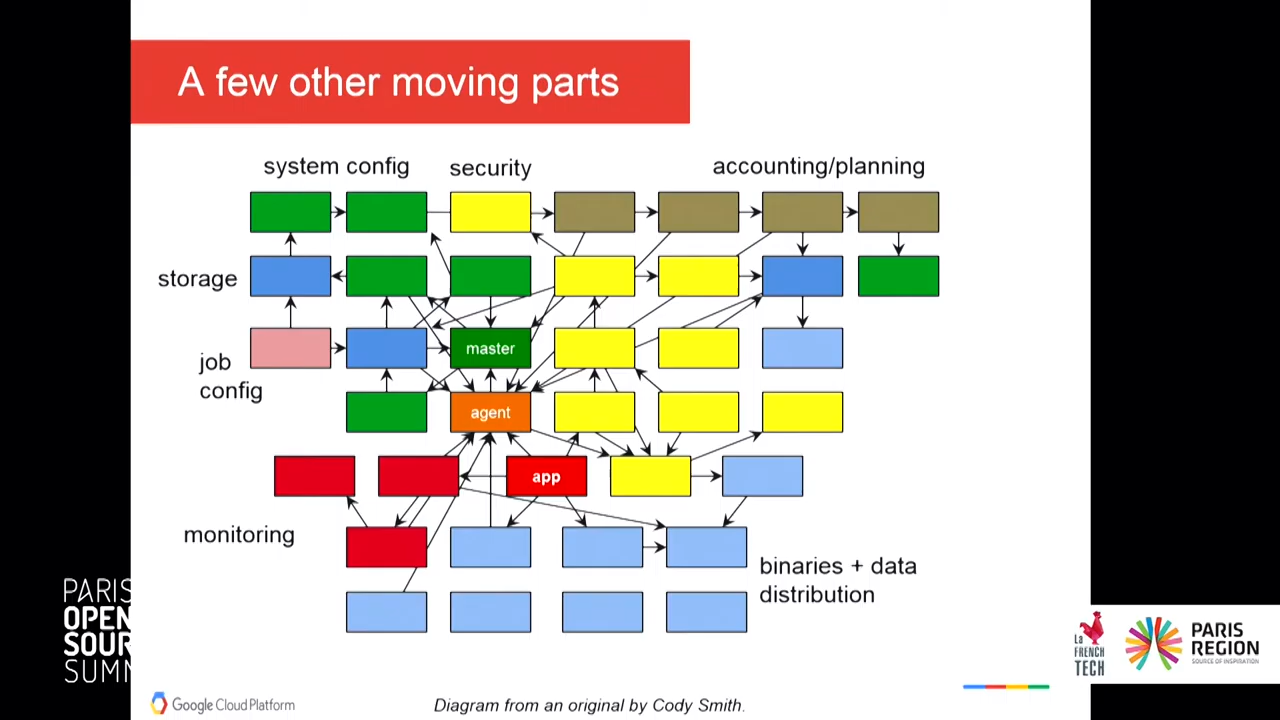 A few other moving parts
system config
security
accounting/planning
storage
master
job
config
agent
app
monitoring
binaries + data
distribution
PARIS
OPEN
SOUR
SUMM
La
FRENCH
TECH
PARIS
REGION
SOURCE OF INSPIRATION
Google Cloud Platform
Diagram from an original by Cody Smith.